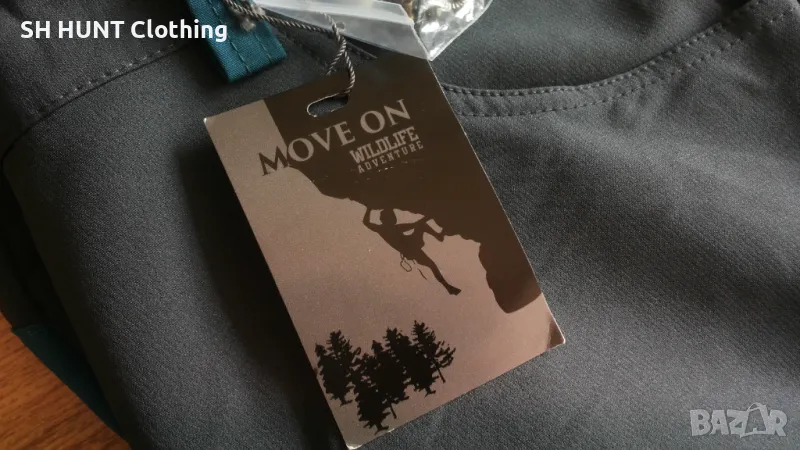 SH HUNT Clothing
MOVE ON
WILDLIFE
ADVENTURE
BAZAR